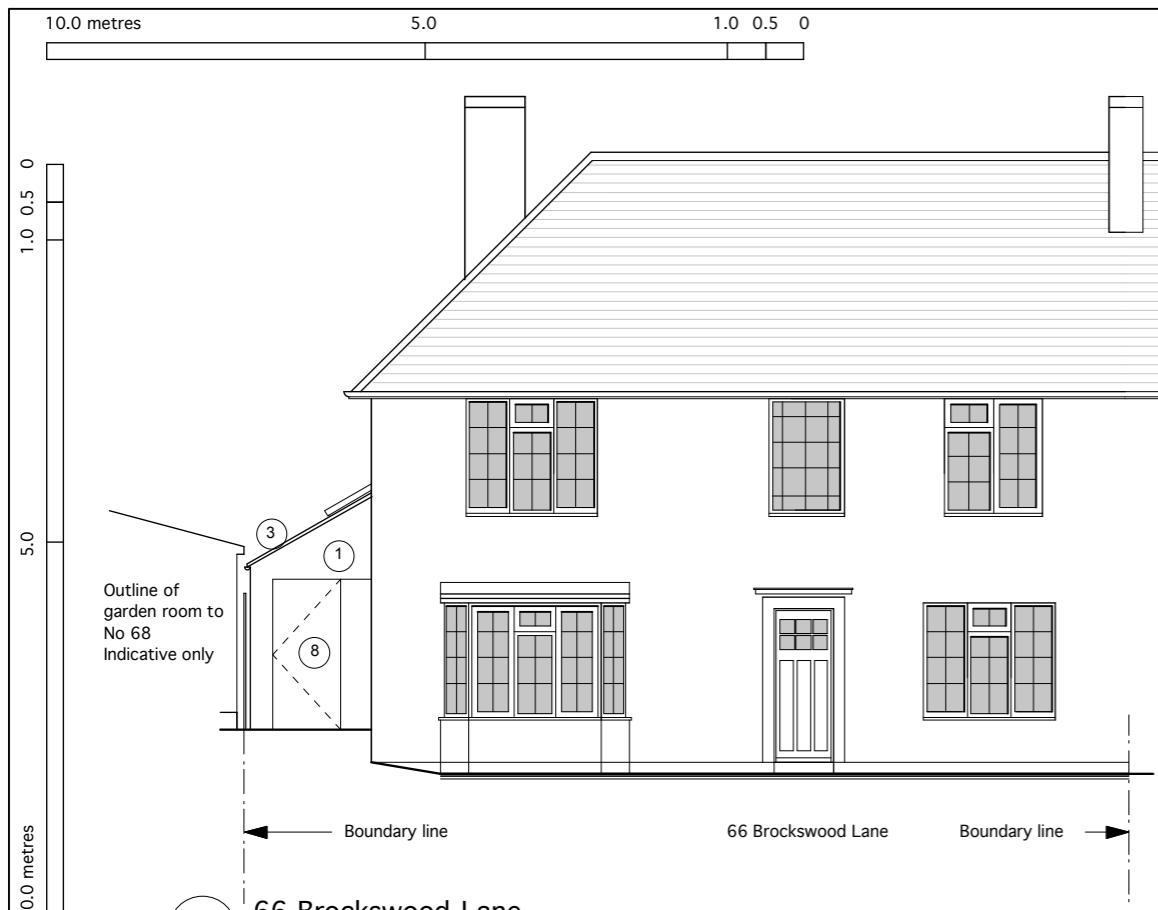 10.0 metres 5.0 1.0 0.5 0
0
0.5
1.0
5.0
0.0 metres
3
1
8
Outline of
garden room to
No 68
Indicative only
Boundary line 66 Brockswood Lane Boundary line
66 Brockswood Lane